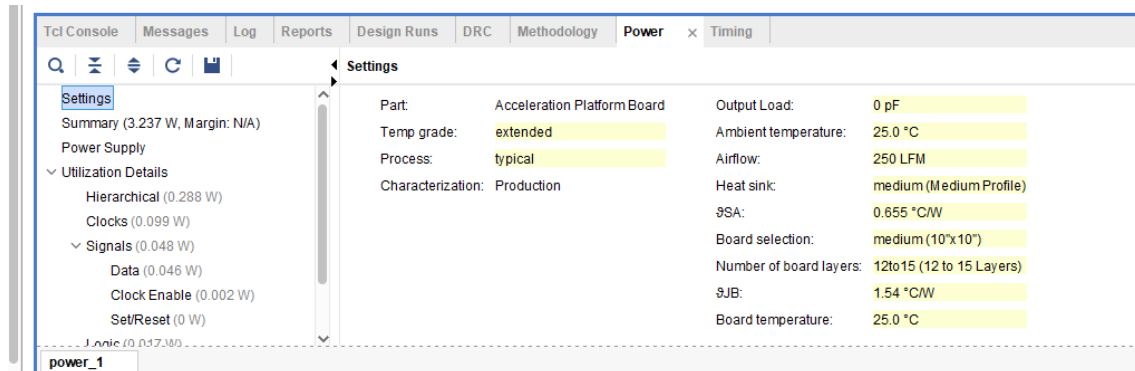 Tcl Console Messages Log Reports Design Runs DRC Methodology Power × Timing
Settings
Settings
Summary (3.237 W, Margin: N/A)
Power Supply
Utilization Details
Hierarchical (0.288 W)
Clocks (0.099 W)
Signals (0.048 W)
Data (0.046 W)
Clock Enable (0.002 W)
Set/Reset (0 W)
Logic (0.017 W)
Part: Acceleration Platform Board
Temp grade: extended
Process: typical
Characterization: Production
Output Load: 0 pF
Ambient temperature: 25.0 °C
Airflow: 250 LFM
Heat sink: medium (Medium Profile)
ϑSA: 0.655 °C/W
Board selection: medium (10"x10")
Number of board layers: 12to15 (12 to 15 Layers)
ϑJB: 1.54 °C/W
Board temperature: 25.0 °C
power_1